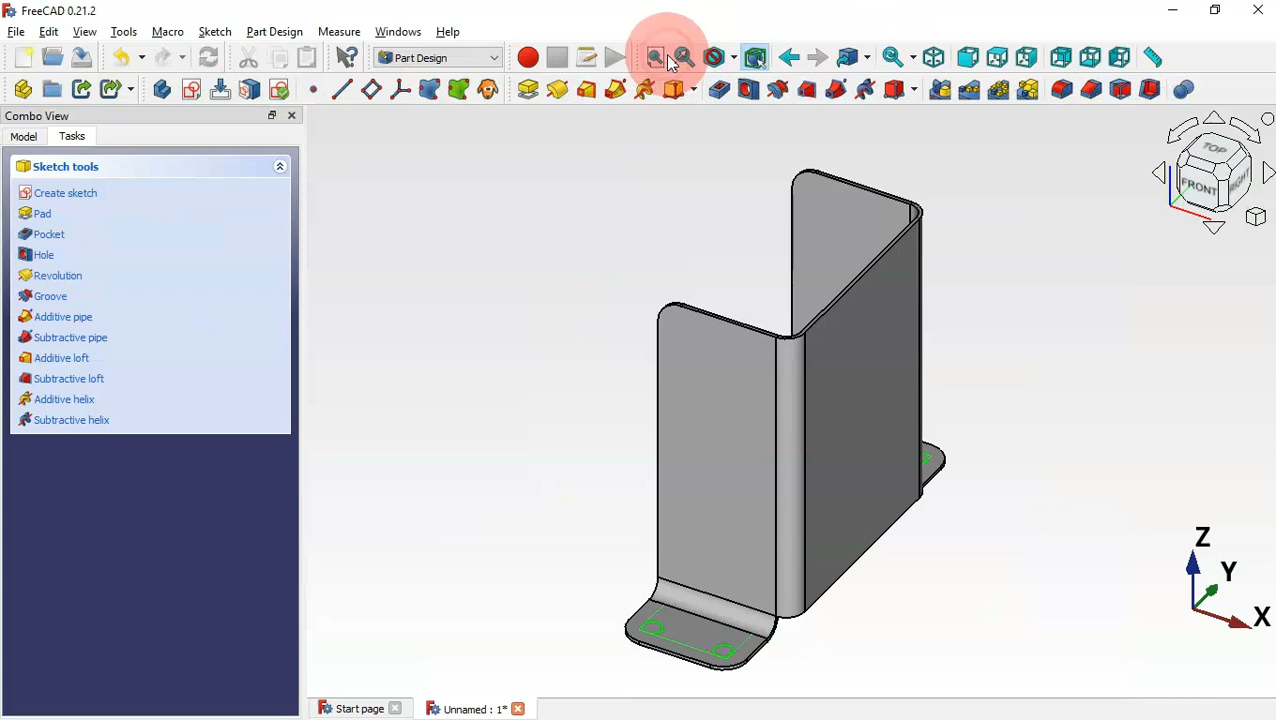 FreeCAD 0.21.2
File Edit View Tools Macro Sketch Part Design Measure Windows Help
Part Design
Combo View
Model Tasks
Sketch tools
Create sketch
Pad
Pocket
Hole
Revolution
Groove
Additive pipe
Subtractive pipe
Additive loft
Subtractive loft
Additive helix
Subtractive helix
TOP
FRONT
RIGHT
Z
Y
X
Start page
Unnamed : 1*